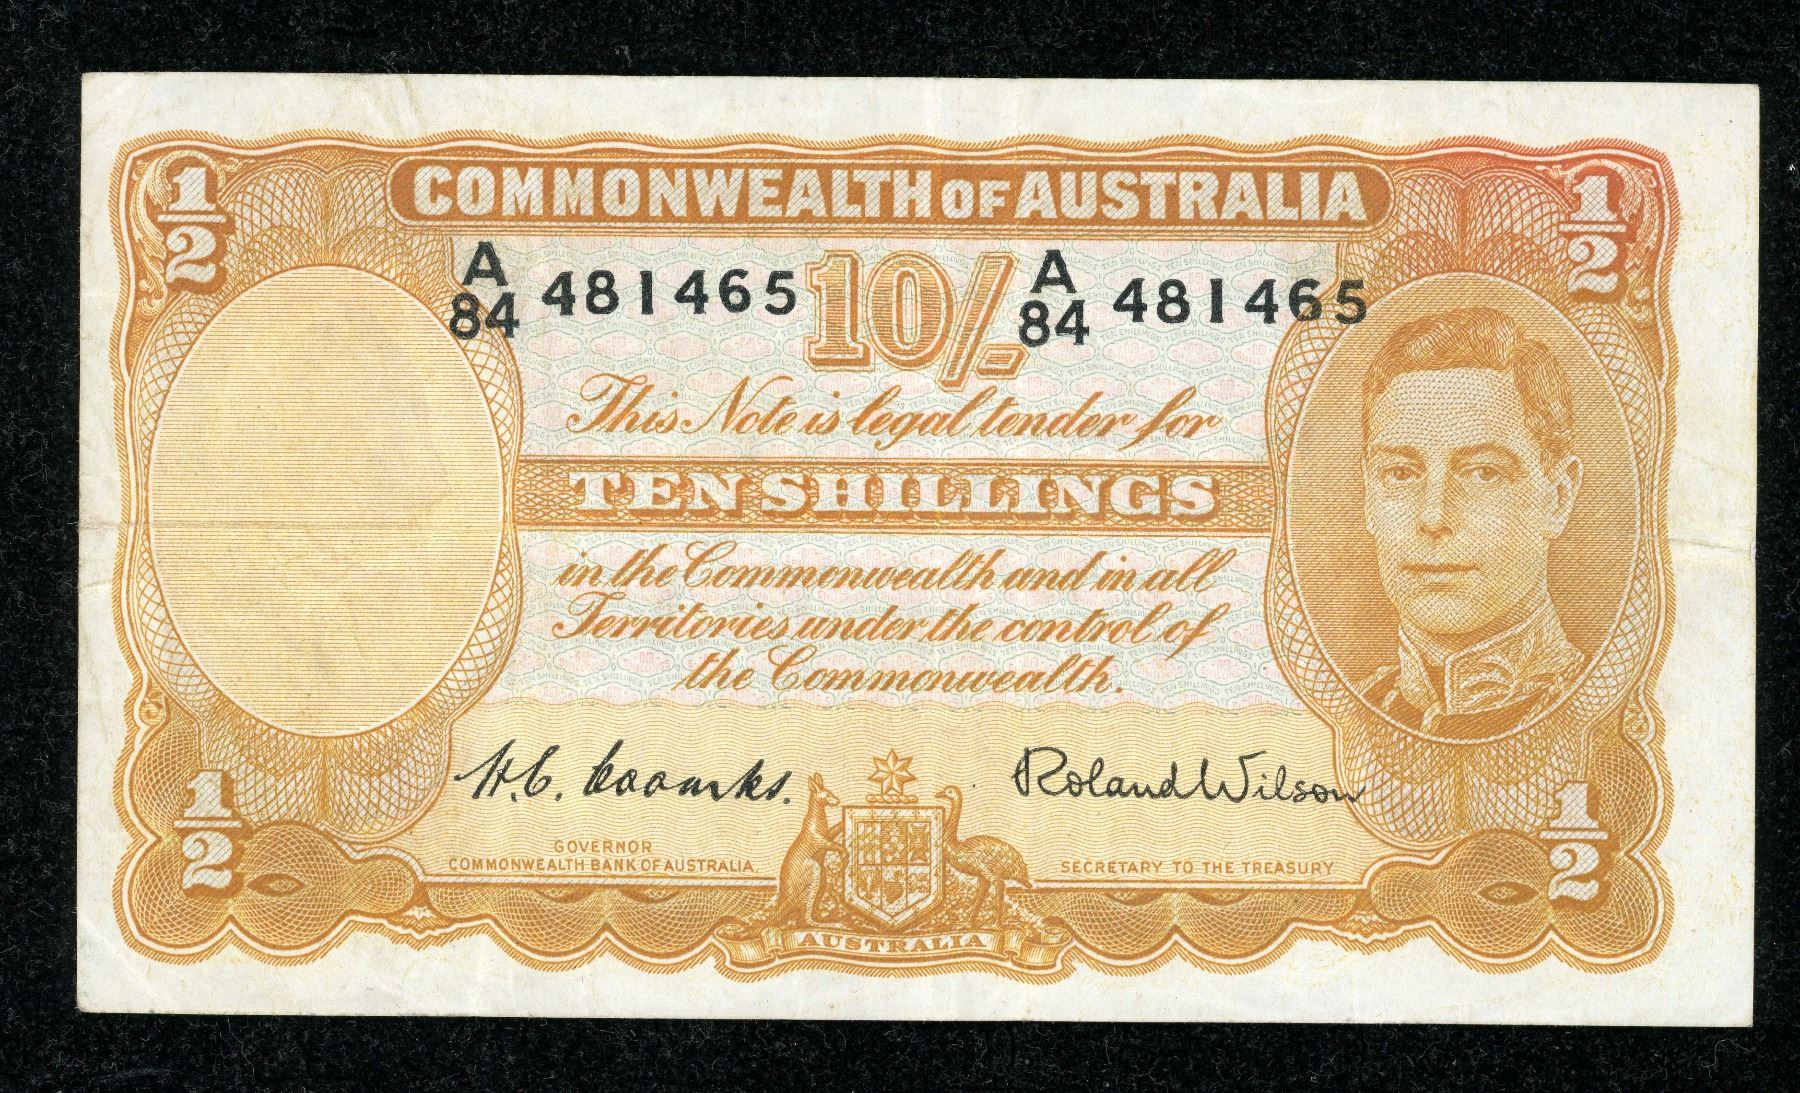 COMMONWEALTH OF AUSTRALIA
1/2
1/2
A/84 481465
10/-
A/84 481465
This Note is legal tender for
TEN SHILLINGS
in the Commonwealth and in all
Territories under the control of
the Commonwealth.
H.C. Coombs.
Roland Wilson
GOVERNOR
COMMONWEALTH BANK OF AUSTRALIA
SECRETARY TO THE TREASURY
1/2
1/2
AUSTRALIA